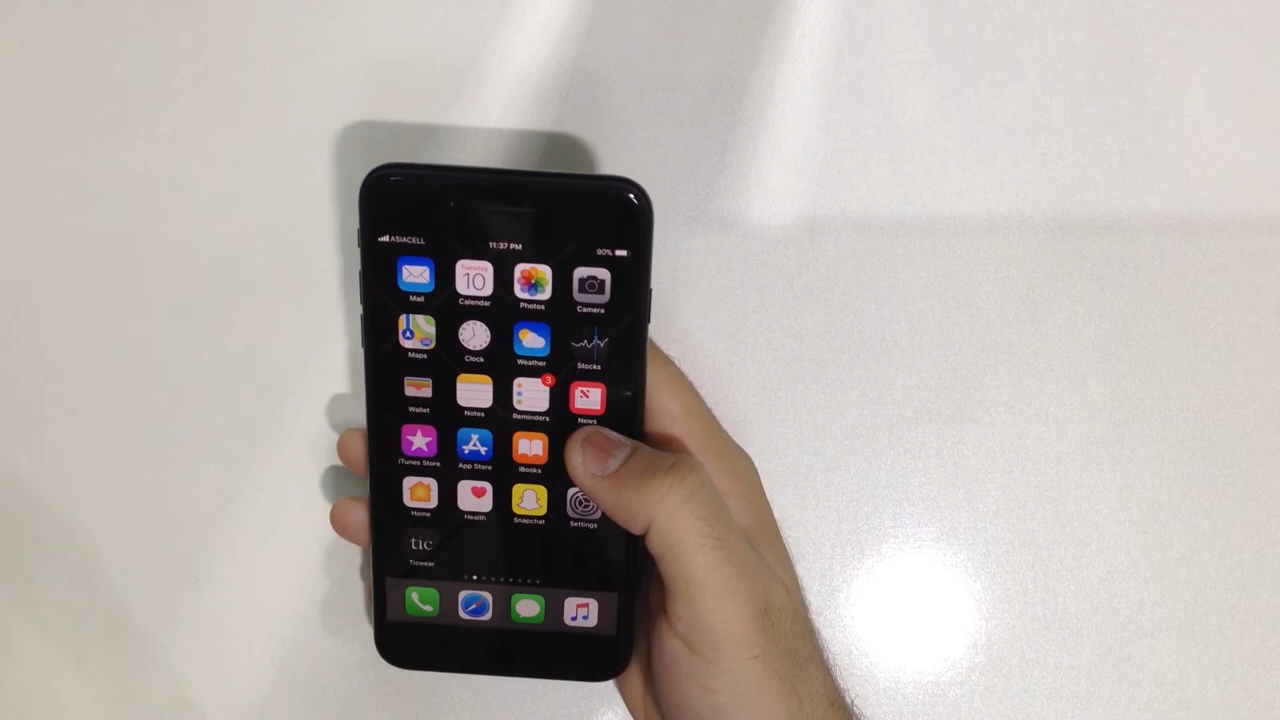 ASIACELL 11:37 PM 90%
Tuesday
10
Mail Calendar Photos Camera
Maps Clock Weather Stocks
3
Wallet Notes Reminders News
iTunes Store App Store iBooks
Home Health Snapchat Settings
tic
Ticwear